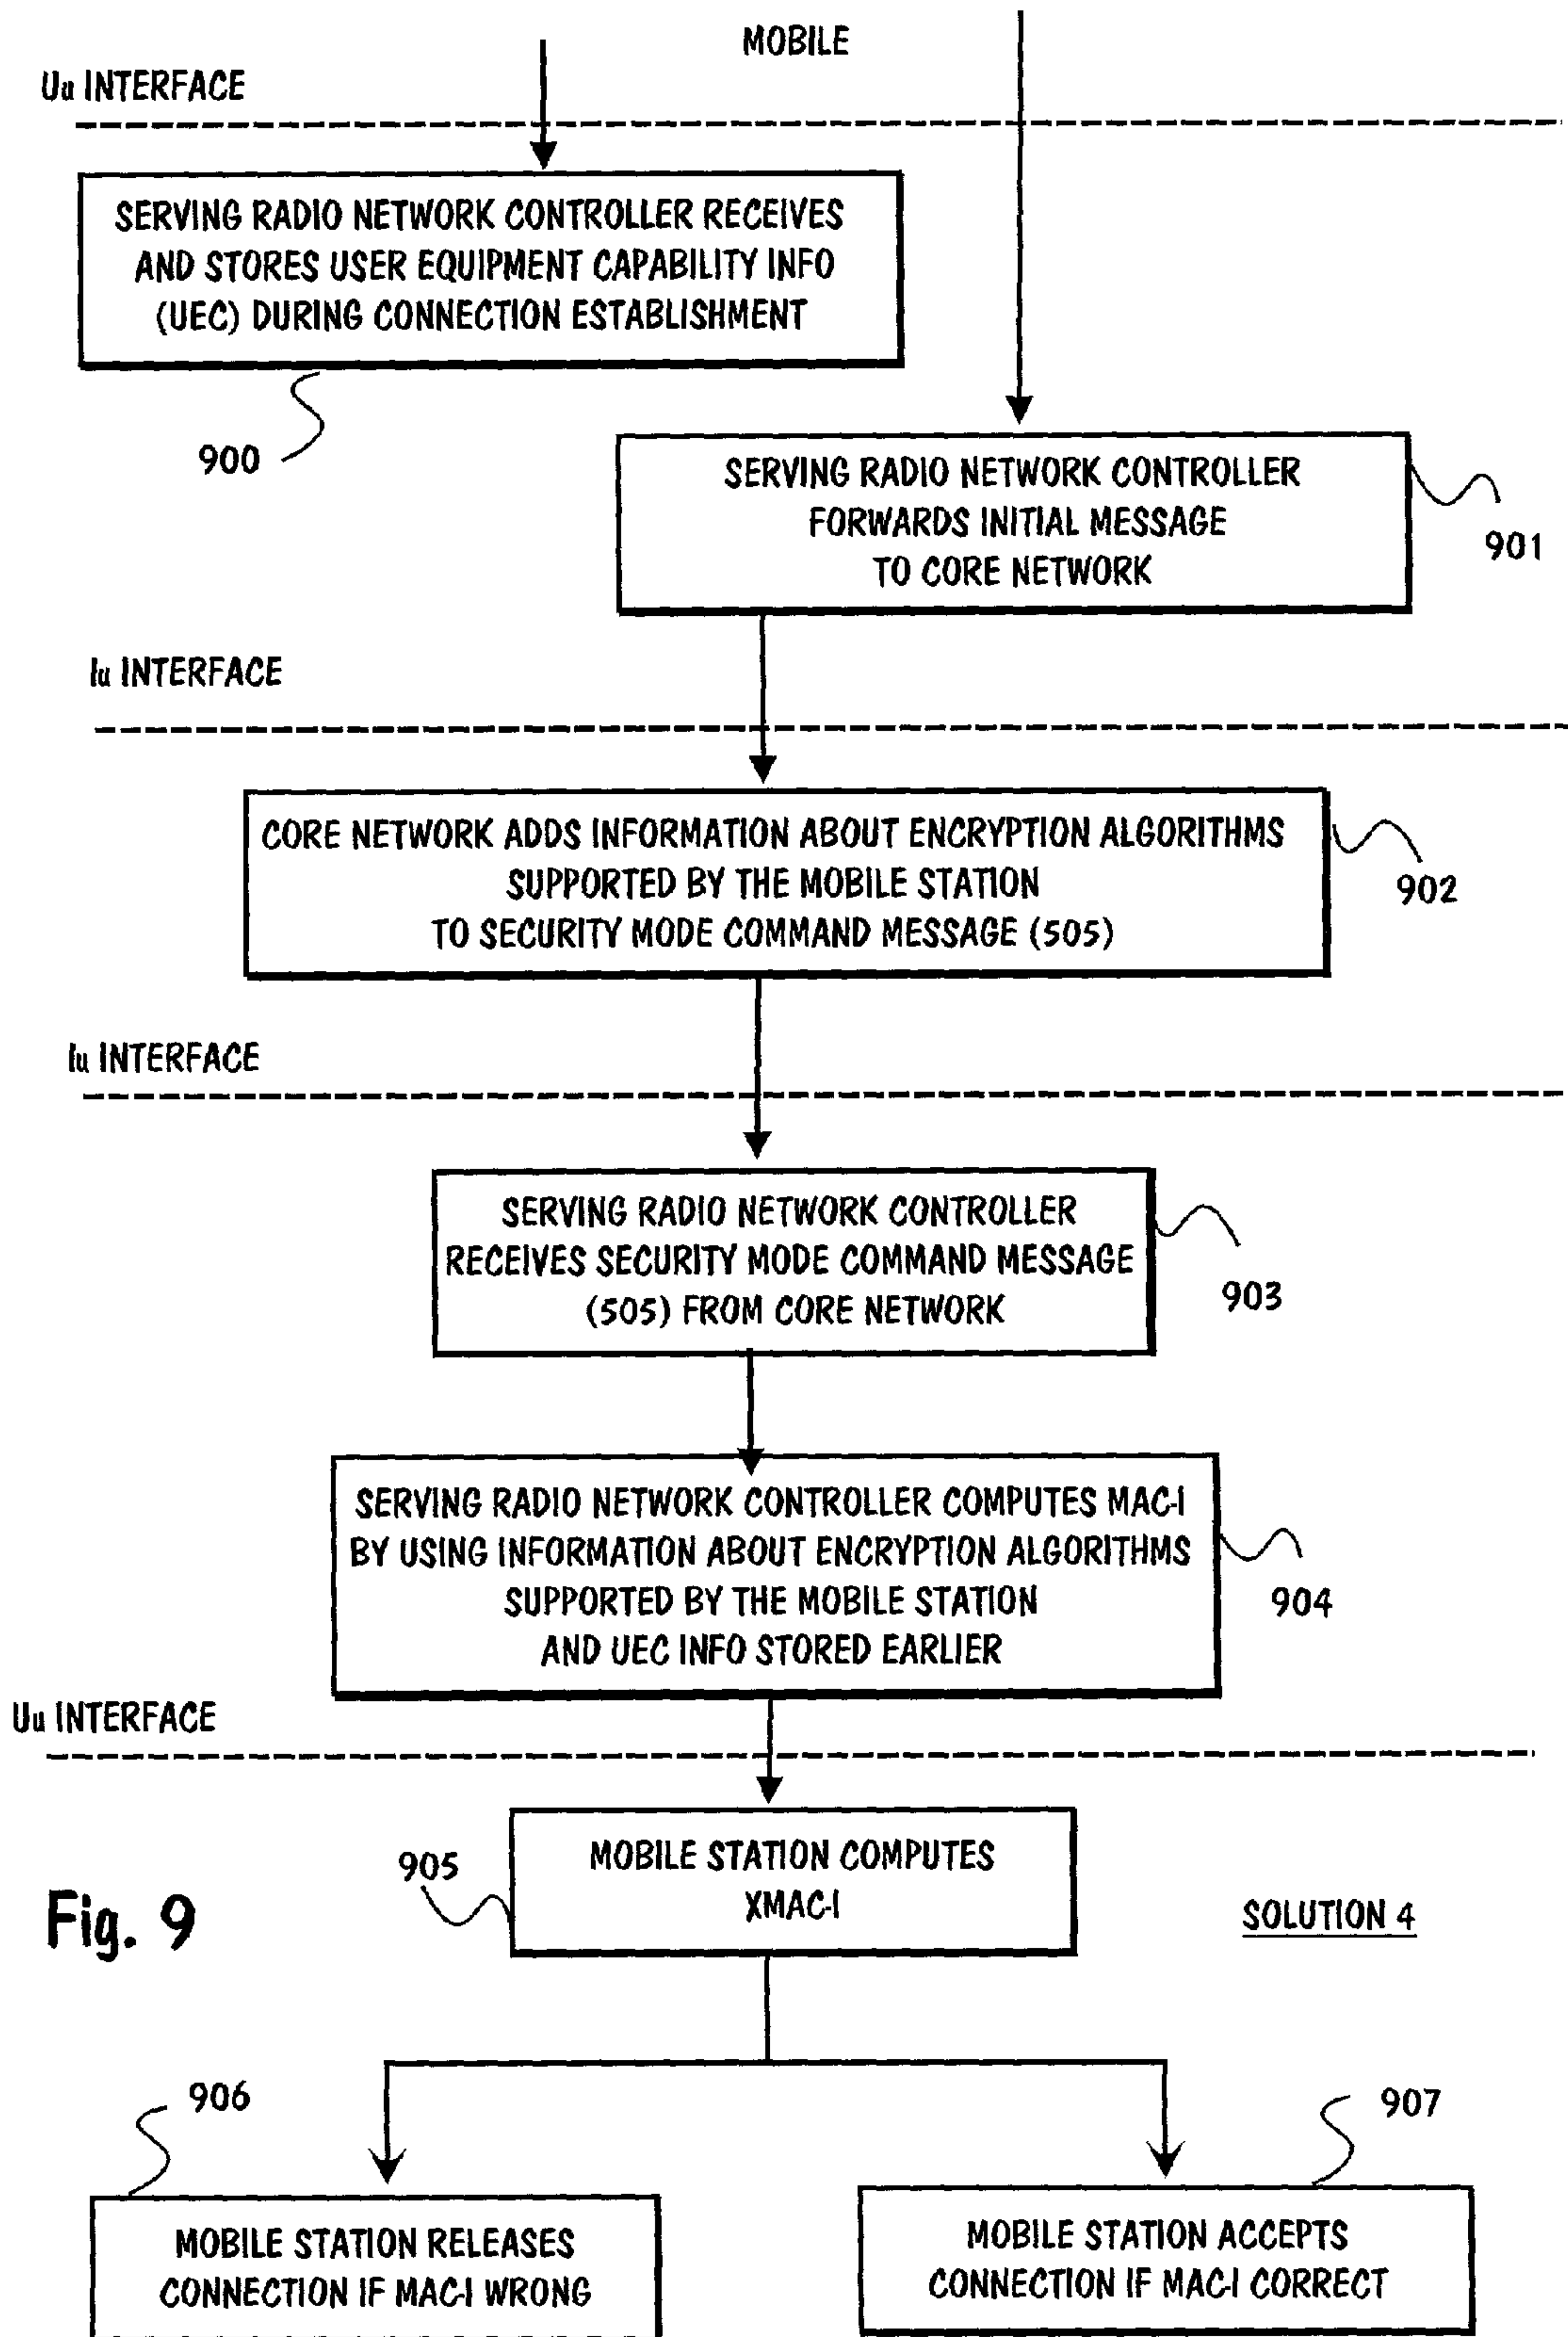 MOBILE
Uu INTERFACE
SERVING RADIO NETWORK CONTROLLER RECEIVES
AND STORES USER EQUIPMENT CAPABILITY INFO
(UEC) DURING CONNECTION ESTABLISHMENT
900
SERVING RADIO NETWORK CONTROLLER
FORWARDS INITIAL MESSAGE
TO CORE NETWORK
901
Iu INTERFACE
CORE NETWORK ADDS INFORMATION ABOUT ENCRYPTION ALGORITHMS
SUPPORTED BY THE MOBILE STATION
TO SECURITY MODE COMMAND MESSAGE (505)
902
Iu INTERFACE
SERVING RADIO NETWORK CONTROLLER
RECEIVES SECURITY MODE COMMAND MESSAGE
(505) FROM CORE NETWORK
903
SERVING RADIO NETWORK CONTROLLER COMPUTES MAC-I
BY USING INFORMATION ABOUT ENCRYPTION ALGORITHMS
SUPPORTED BY THE MOBILE STATION
AND UEC INFO STORED EARLIER
904
Uu INTERFACE
MOBILE STATION COMPUTES
XMAC-I
905
Fig. 9
SOLUTION 4
906
907
MOBILE STATION RELEASES
CONNECTION IF MAC-I WRONG
MOBILE STATION ACCEPTS
CONNECTION IF MAC-I CORRECT